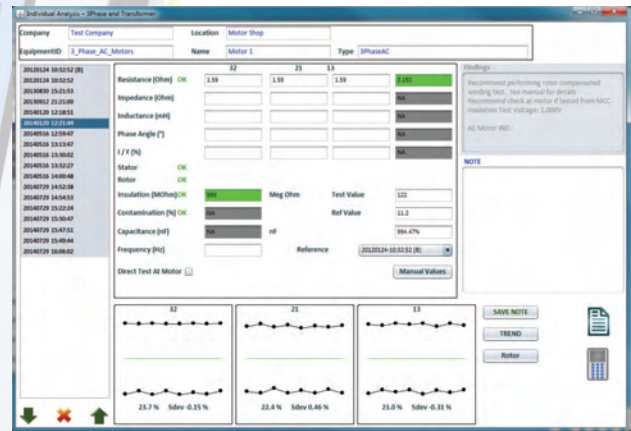 Individual Analysis – 3Phase and Transformer
Company Test Company Location Motor Shop
EquipmentID 3_Phase_AC_Motors Name Motor 1 Type 3PhaseAC
20120124 10:32:52 [B]
20120124 10:32:52
20130830 15:21:53
20130912 21:21:00
20140120 12:18:51
20140120 12:21:44
20140516 12:59:47
20140516 13:13:47
20140516 13:30:02
20140516 13:52:27
20140516 14:00:48
20140729 14:52:38
20140729 14:54:53
20140729 15:22:24
20140729 15:30:47
20140729 15:47:51
20140729 15:49:44
20140729 16:06:02
32 21 13
Resistance (Ohm) OK 1.59 1.59 1.59
Impedance (Ohm) NA
Inductance (mH) NA
Phase Angle (°) NA
I / F (%) NA
Stator OK
Rotor OK
Insulation (MOhm) OK 999 Meg Ohm Test Value 122
Contamination (%) OK NA Ref Value 11.2
Capacitance (nF) NA nF 994.47%
Frequency (Hz) Reference 20120124-10:32:52 [B]
Direct Test At Motor Manual Values
Findings
Recommend performing rotor compensated
winding test. See manual for details
Recommend check at motor if tested from MCC
Insulation Test Voltage: 1,000V
AC Motor IND
NOTE
32 21 13
23.7 % Sdev -0.15 % 22.4 % Sdev 0.46 % 23.0 % Sdev -0.31 %
SAVE NOTE
TREND
Rotor